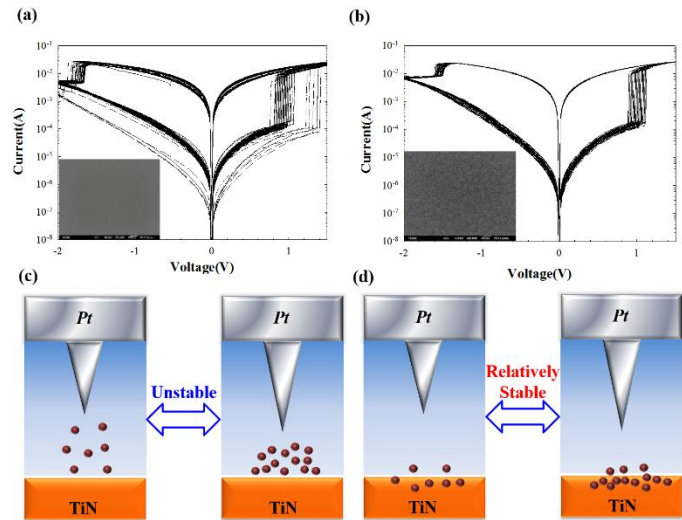 (a)
(b)
10-1
10-2
10-3
10-4
10-5
10-6
10-7
10-8
Current(A)
-2
-1
0
1
Voltage(V)
10-1
10-2
10-3
10-4
10-5
10-6
10-7
10-8
Current(A)
-2
-1
0
1
Voltage(V)
(c)
(d)
Pt
Pt
Pt
Pt
Unstable
Relatively
Stable
TiN
TiN
TiN
TiN